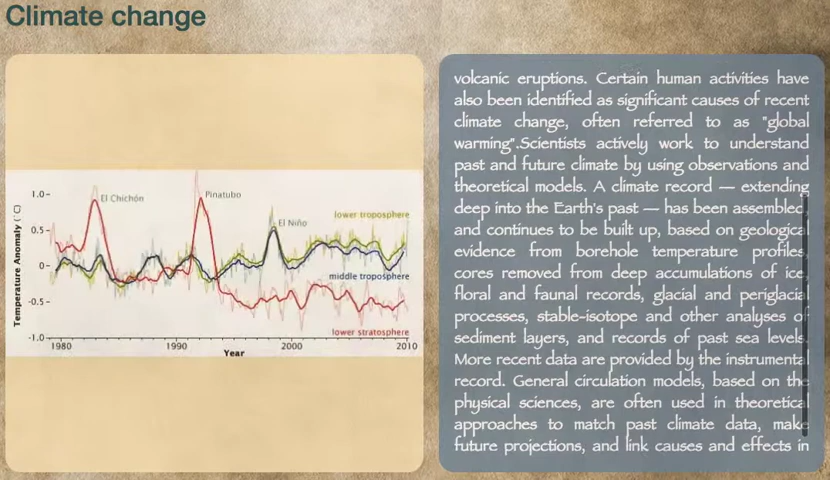 Climate change
1.0
0.5
0
-0.5
-1.0
Temperature Anomaly (°C)
El Chichón
Pinatubo
El Niño
lower troposphere
middle troposphere
lower stratosphere
1980
1990
2000
2010
Year
volcanic eruptions. Certain human activities have
also been identified as significant causes of recent
climate change, often referred to as "global
warming".Scientists actively work to understand
past and future climate by using observations and
theoretical models. A climate record — extending
deep into the Earth's past — has been assembled,
and continues to be built up, based on geological
evidence from borehole temperature profiles,
cores removed from deep accumulations of ice,
floral and faunal records, glacial and periglacial
processes, stable-isotope and other analyses of
sediment layers, and records of past sea levels.
More recent data are provided by the instrumental
record. General circulation models, based on the
physical sciences, are often used in theoretical
approaches to match past climate data, make
future projections, and link causes and effects in